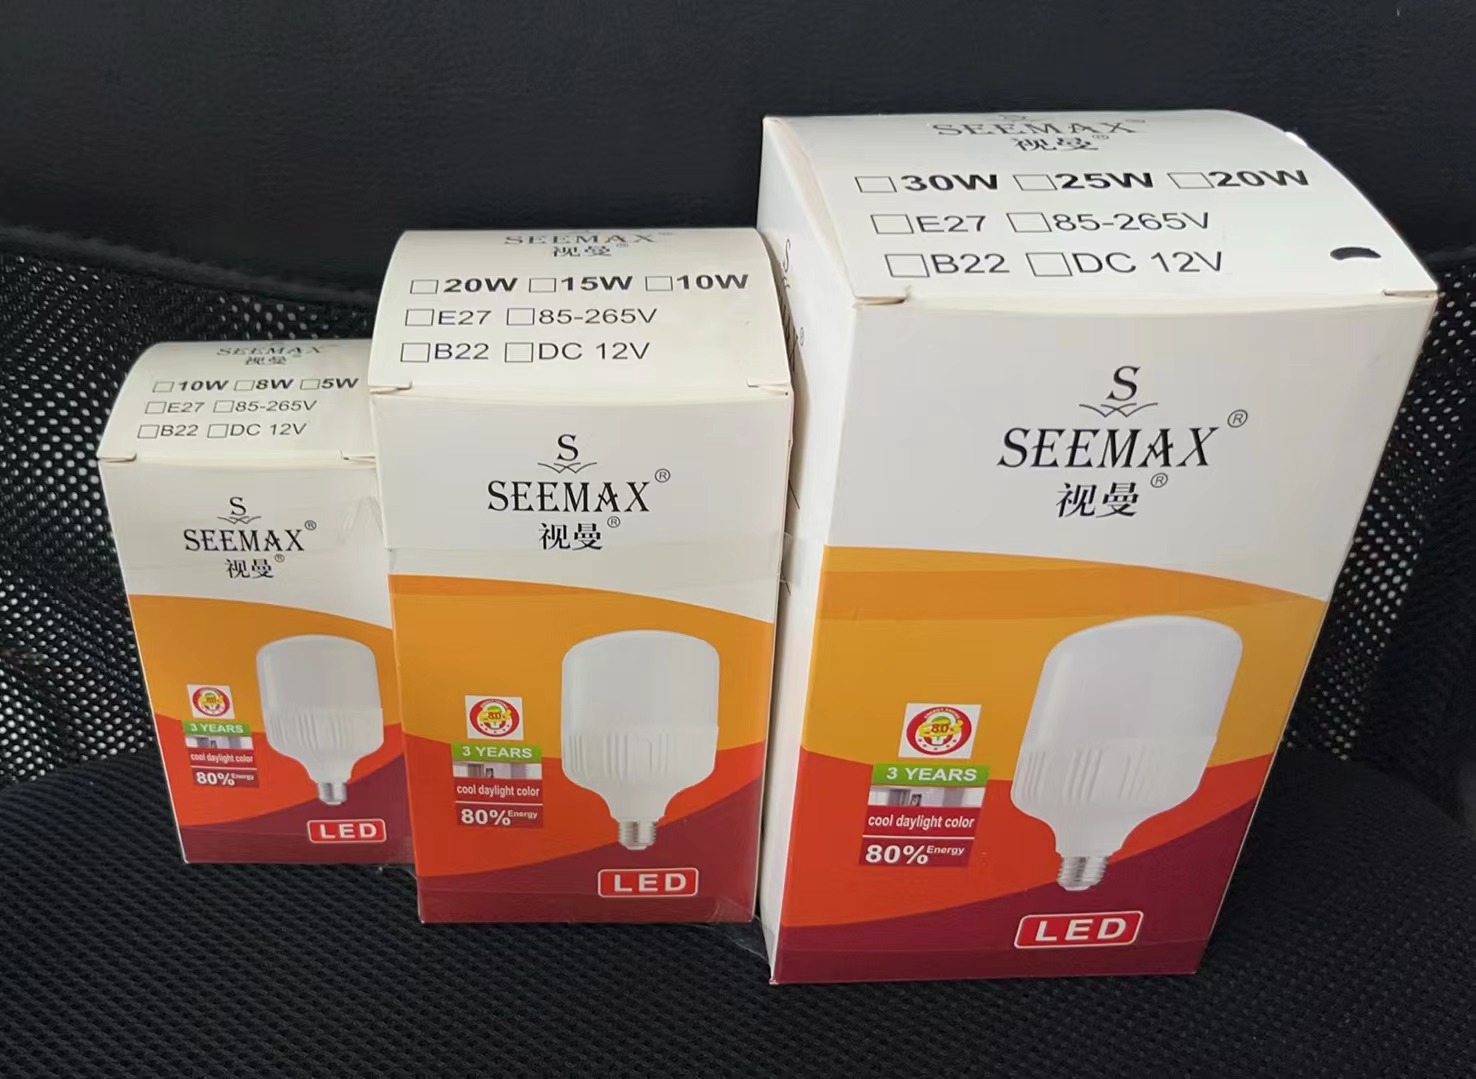 SEEMAX
视曼®
□10W □8W □5W
□E27 □85-265V
□B22 □DC 12V
S
SEEMAX®
视曼®
3 YEARS
cool daylight color
80% Energy
LED
SEEMAX
视曼®
□20W □15W □10W
□E27 □85-265V
□B22 □DC 12V
S
SEEMAX®
视曼®
3 YEARS
cool daylight color
80% Energy
LED
SEEMAX
视曼®
□30W □25W □20W
□E27 □85-265V
□B22 □DC 12V
S
SEEMAX®
视曼®
80
3 YEARS
cool daylight color
80% Energy
LED